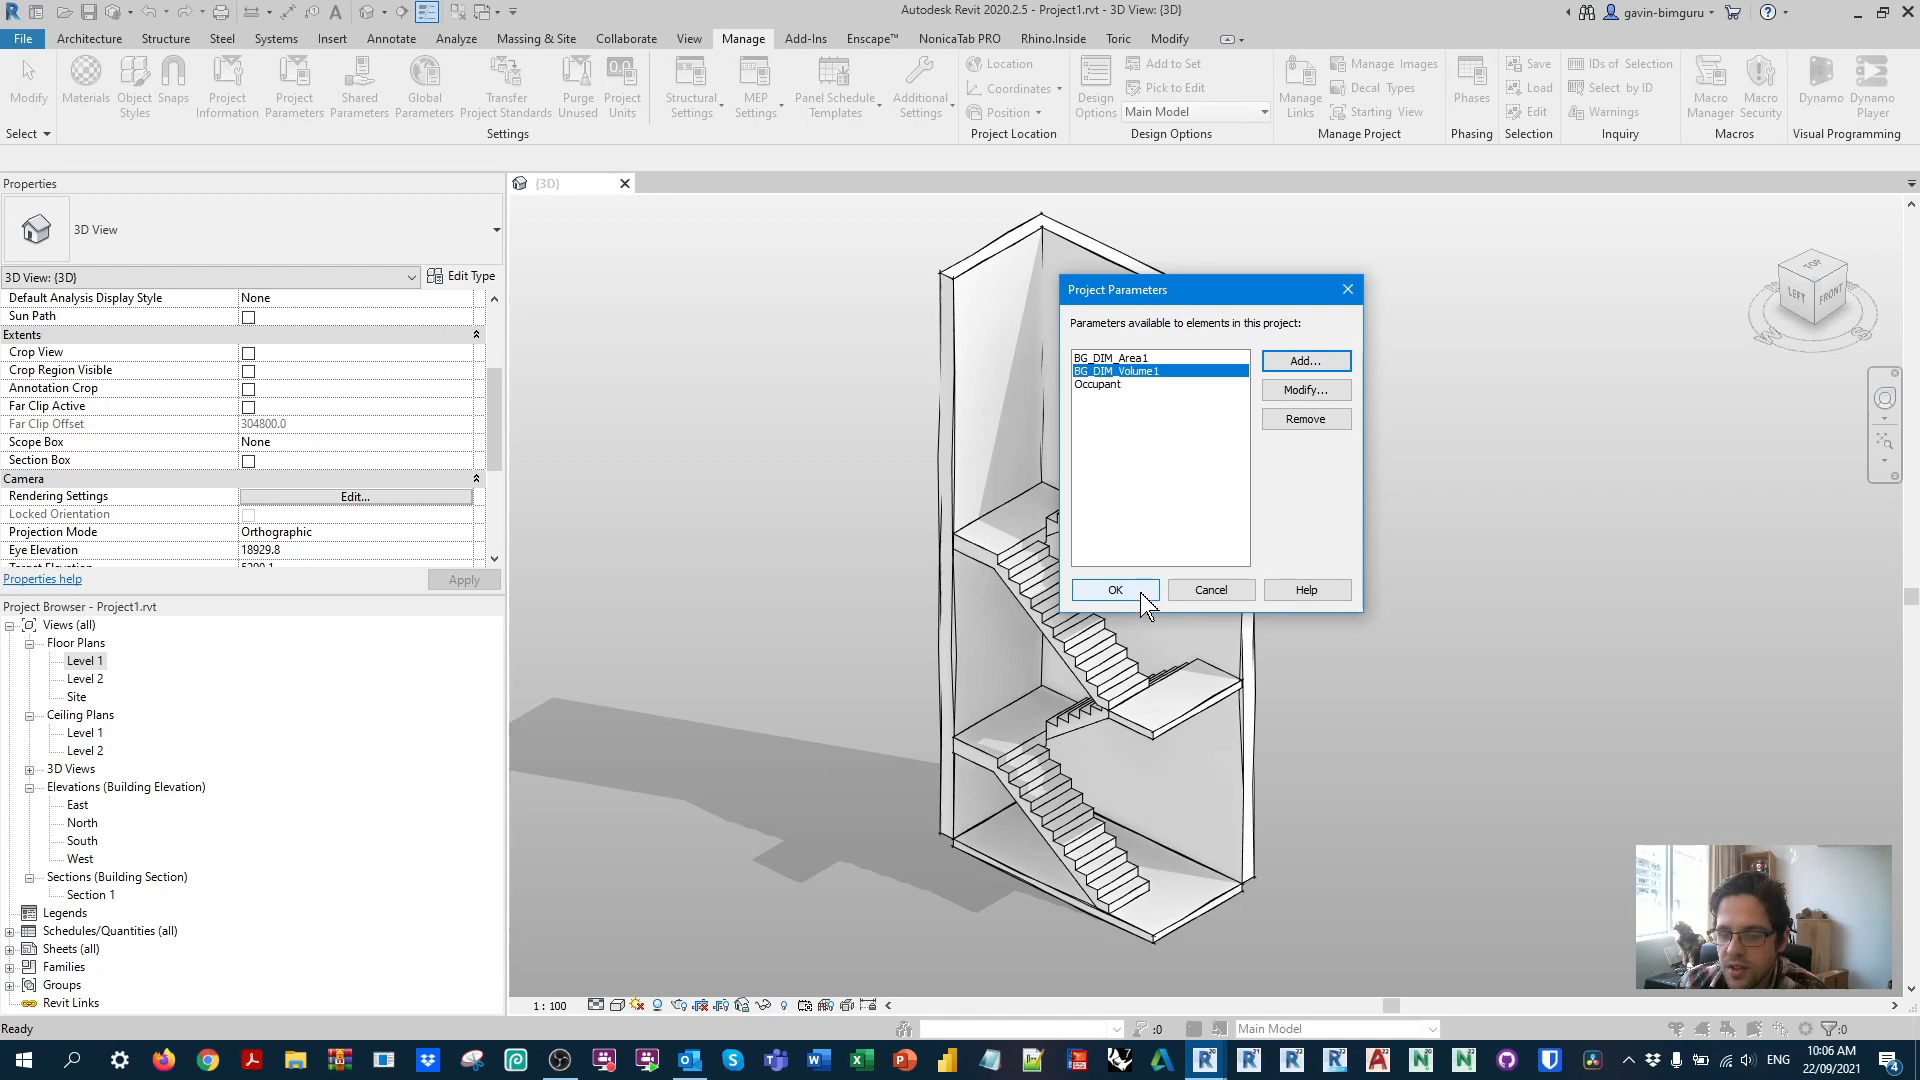 Autodesk Revit 2020.2.5 - Project1.rvt - 3D View: {3D}
gavin-bimguru
File Architecture Structure Steel Systems Insert Annotate Analyze Massing & Site Collaborate View Manage Add-Ins Enscape™ NonicaTab PRO Rhino.Inside Toric Modify
Modify
Materials
Object Styles
Snaps
Project Information
Project Parameters
Shared Parameters
Global Parameters
Transfer Project Standards
Purge Unused
Project Units
Structural Settings
MEP Settings
Panel Schedule Templates
Additional Settings
Location
Coordinates
Position
Design Options
Add to Set
Pick to Edit
Main Model
Manage Links
Manage Images
Decal Types
Starting View
Phases
Save
Load
Edit
IDs of Selection
Select by ID
Warnings
Macro Manager
Macro Security
Dynamo
Dynamo Player
Select
Settings
Project Location
Design Options
Manage Project
Phasing
Selection
Inquiry
Macros
Visual Programming
Properties
3D View
3D View: {3D}
Edit Type
Default Analysis Display Style None
Sun Path
Extents
Crop View
Crop Region Visible
Annotation Crop
Far Clip Active
Far Clip Offset 304800.0
Scope Box None
Section Box
Camera
Rendering Settings Edit...
Locked Orientation
Projection Mode Orthographic
Eye Elevation 18929.8
Properties help
Apply
Project Browser - Project1.rvt
Views (all)
Floor Plans
Level 1
Level 2
Site
Ceiling Plans
Level 1
Level 2
3D Views
Elevations (Building Elevation)
East
North
South
West
Sections (Building Section)
Section 1
Legends
Schedules/Quantities (all)
Sheets (all)
Families
Groups
Revit Links
{3D}
TOP
LEFT
FRONT
Project Parameters
Parameters available to elements in this project:
BG_DIM_Area1
BG_DIM_Volume1
Occupant
Add...
Modify...
Remove
OK
Cancel
Help
1 : 100
Ready
:0
Main Model
:0
ENG
10:06 AM
22/09/2021
4